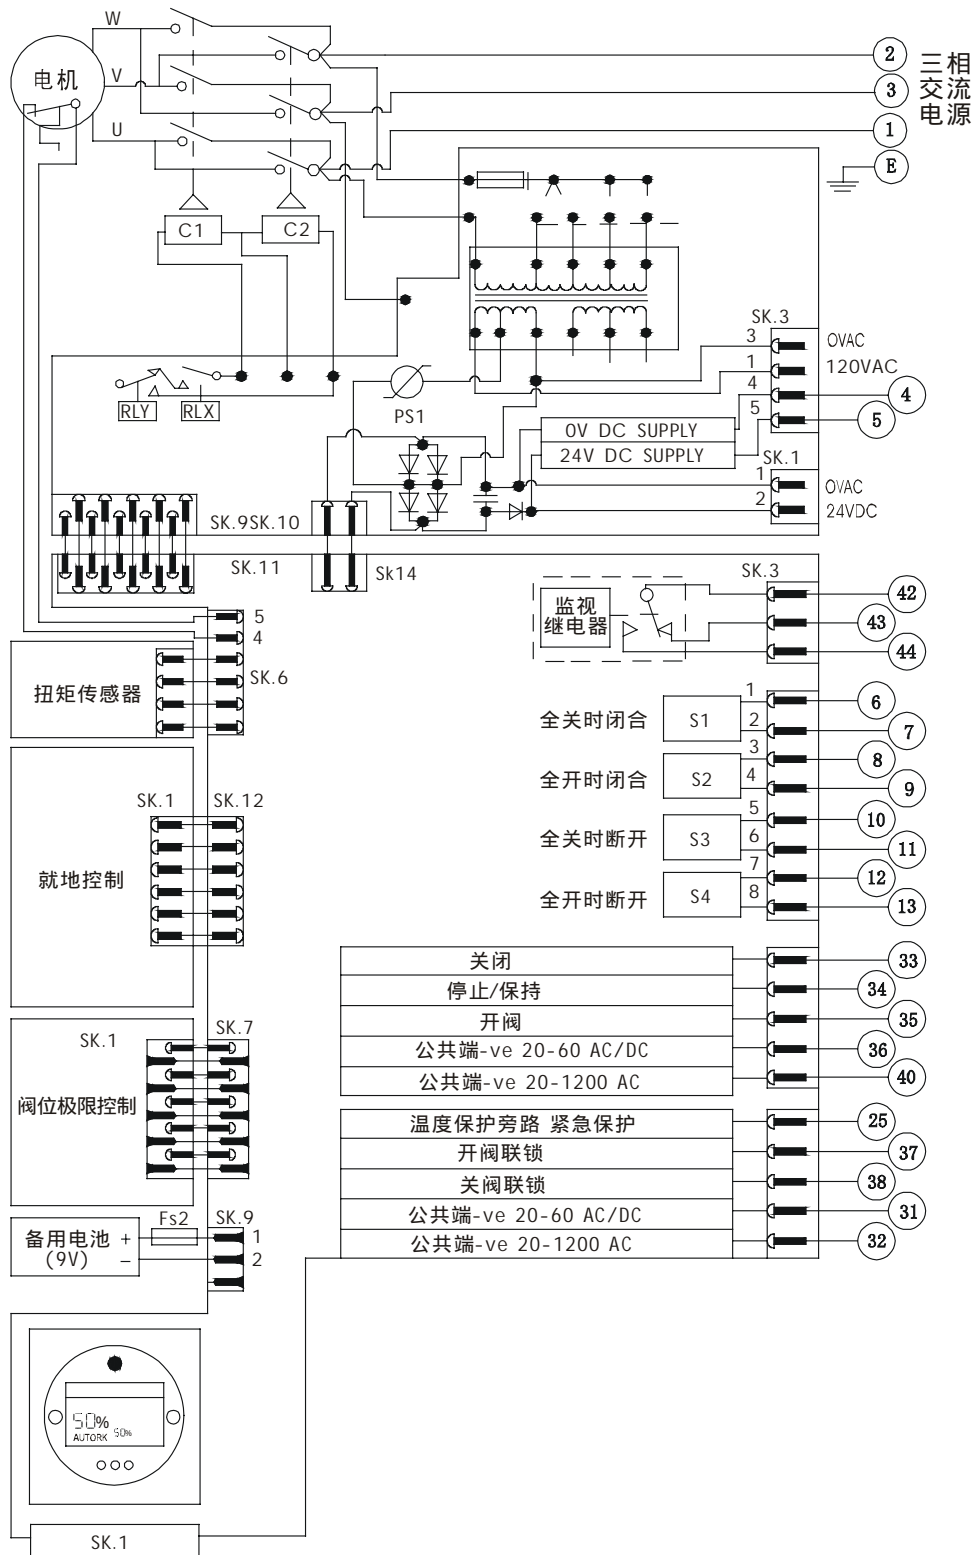 W
电机
V
U
2
3
1
E
三相
交流
电源
C1
C2
RLY
RLX
PS1
SK.3
3
0VAC
1
120VAC
4
4
5
5
0V DC SUPPLY
24V DC SUPPLY
SK.1
1
0VAC
2
24VDC
SK.9SK.10
SK.11
Sk14
5
4
SK.6
扭矩传感器
SK.3
监视
继电器
42
43
44
全关时闭合
S1
1
6
2
7
全开时闭合
S2
3
8
4
9
全关时断开
S3
5
10
6
11
全开时断开
S4
7
12
8
13
SK.1
SK.12
就地控制
关闭
33
停止/保持
34
开阀
35
公共端-ve 20-60 AC/DC
36
公共端-ve 20-1200 AC
40
SK.1
SK.7
阀位极限控制
温度保护旁路 紧急保护
25
开阀联锁
37
关阀联锁
38
公共端-ve 20-60 AC/DC
31
公共端-ve 20-1200 AC
32
备用电池 +
(9V) −
Fs2
SK.9
1
2
50%
AUTORK 50%
SK.1